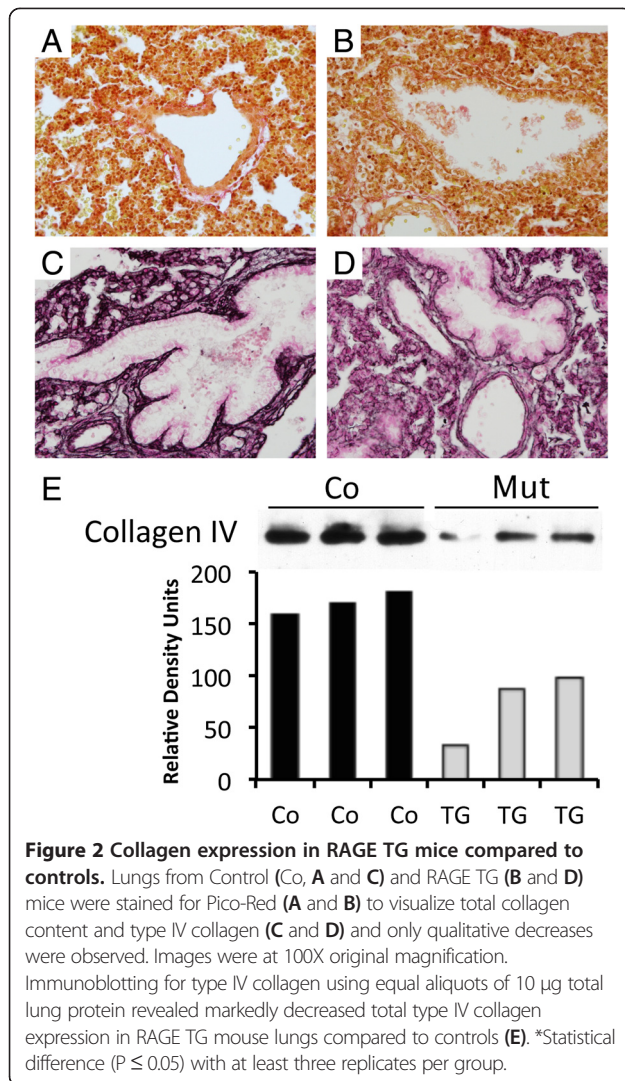 A
B
C
D
E
Co
Mut
Collagen IV
200
150
100
50
0
Relative Density Units
Co Co Co TG TG TG
Figure 2 Collagen expression in RAGE TG mice compared to
controls. Lungs from Control (Co, A and C) and RAGE TG (B and D)
mice were stained for Pico-Red (A and B) to visualize total collagen
content and type IV collagen (C and D) and only qualitative decreases
were observed. Images were at 100X original magnification.
Immunoblotting for type IV collagen using equal aliquots of 10 μg total
lung protein revealed markedly decreased total type IV collagen
expression in RAGE TG mouse lungs compared to controls (E). *Statistical
difference (P ≤ 0.05) with at least three replicates per group.